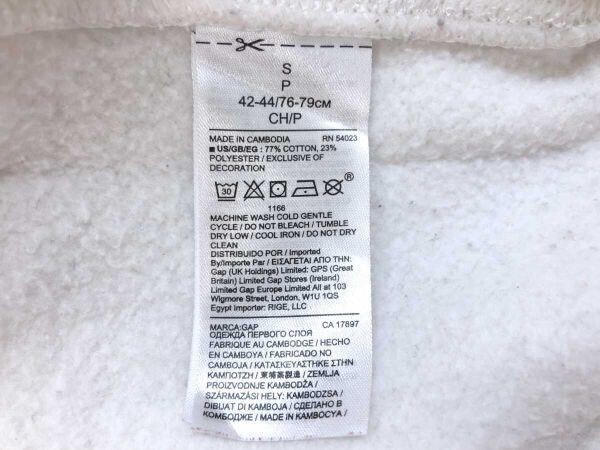 S
P
42-44/76-79см
CH/P
MADE IN CAMBODIA RN 54023
■ US/GB/EG : 77% COTTON, 23%
POLYESTER / EXCLUSIVE OF
DECORATION
30 ®
1166
MACHINE WASH COLD GENTLE
CYCLE / DO NOT BLEACH / TUMBLE
DRY LOW / COOL IRON / DO NOT DRY
CLEAN
DISTRIBUIDO POR / Imported
By/Importe Par / ΕΙΣΑΓΕΤΑΙ ΑΠΟ ΤΗΝ:
Gap (UK Holdings) Limited: GPS (Great
Britain) Limited Gap Stores (Ireland)
Limited Gap Europe Limited All at 103
Wigmore Street, London, W1U 1QS
Egypt importer: RIGE, LLC
MARCA:GAP CA 17897
ОДЕЖДА ПЕРВОГО СЛОЯ
FABRIQUE AU CAMBODGE / HECHO
EN CAMBOYA / FABRICADO NO
CAMBOJA / ΚΑΤΑΣΚΕΥΑΣΤΗΚΕ ΣΤΗΝ
ΚΑΜΠΟΤΖΗ / 柬埔寨製造 / ZEMLJA
PROIZVODNJE KAMBODŽA /
SZÁRMAZÁSI HELY: KAMBODZSA /
DIBUAT DI KAMBOJA / СДЕЛАНО В
КОМБОДЖЕ / MADE IN KAMBOCYA /